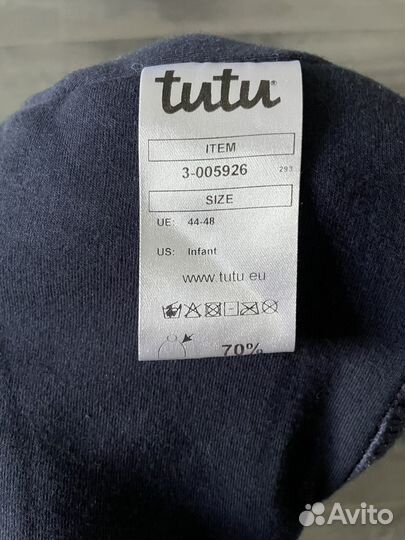 tutu®
ITEM
3-005926 293
SIZE
UE: 44-48
US: Infant
www.tutu.eu
70%
Avito